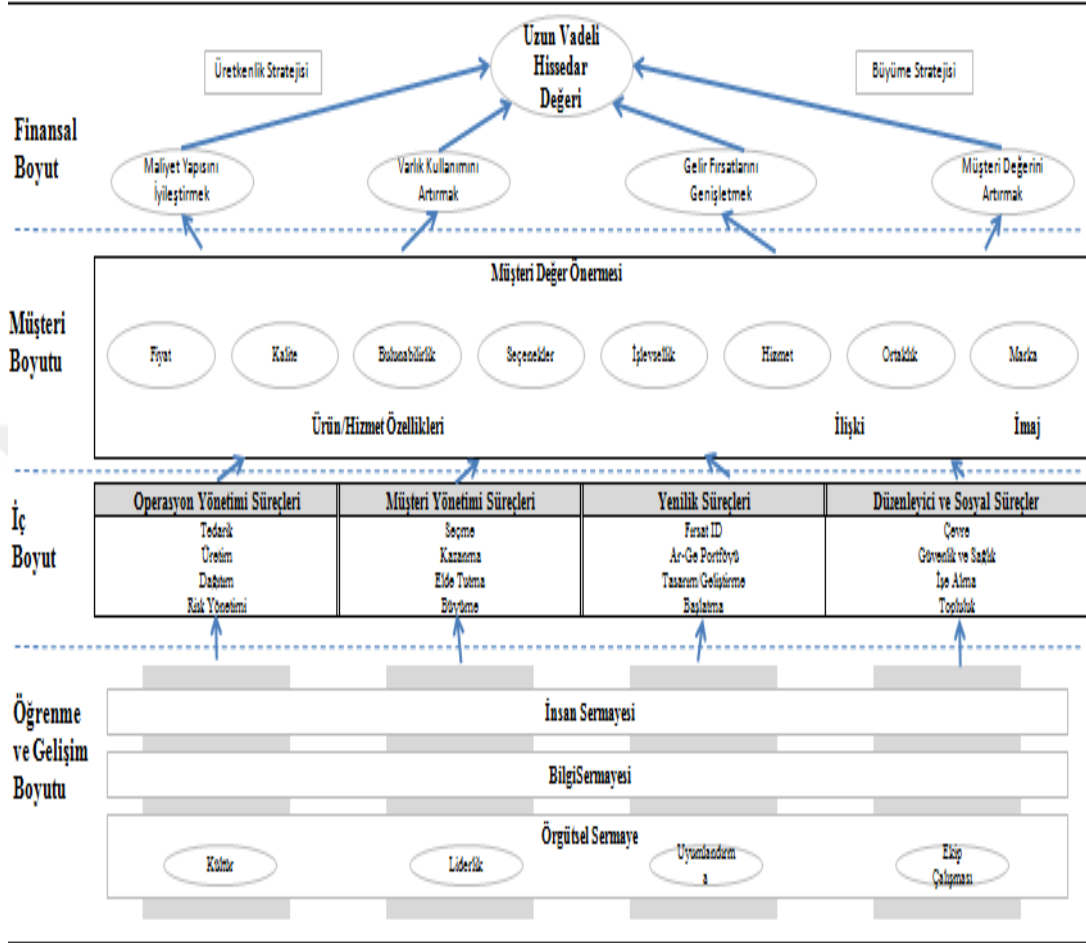 Uzun Vadeli
Hissedar
Değeri
Üretkenlik Stratejisi
Büyüme Stratejisi
Finansal
Boyut
Maliyet Yapısını
İyileştirmek
Varlık Kullanımını
Artırmak
Gelir Fırsatlarını
Genişletmek
Müşteri Değerini
Artırmak
Müşteri Değer Önermesi
Müşteri
Boyutu
Fiyat
Kalite
Bulunabilirlik
Seçenekler
İşlevsellik
Hizmet
Ortaklık
Marka
Ürün/Hizmet Özellikleri
İlişki
İmaj
İç
Boyut
Operasyon Yönetimi Süreçleri
Tedarik
Üretim
Dağıtım
Risk Yönetimi
Müşteri Yönetimi Süreçleri
Seçme
Kazanma
Elde Tutma
Büyüme
Yenilik Süreçleri
Fırsat ID
Ar-Ge Portföyü
Tasarım/Geliştirme
Başlatma
Düzenleyici ve Sosyal Süreçler
Çevre
Güvenlik ve Sağlık
İşe Alma
Topluluk
Öğrenme
ve Gelişim
Boyutu
İnsan Sermayesi
BilgiSermayesi
Örgütsel Sermaye
Kültür
Liderlik
Uyumlandırm
a
Ekip
Çalışması